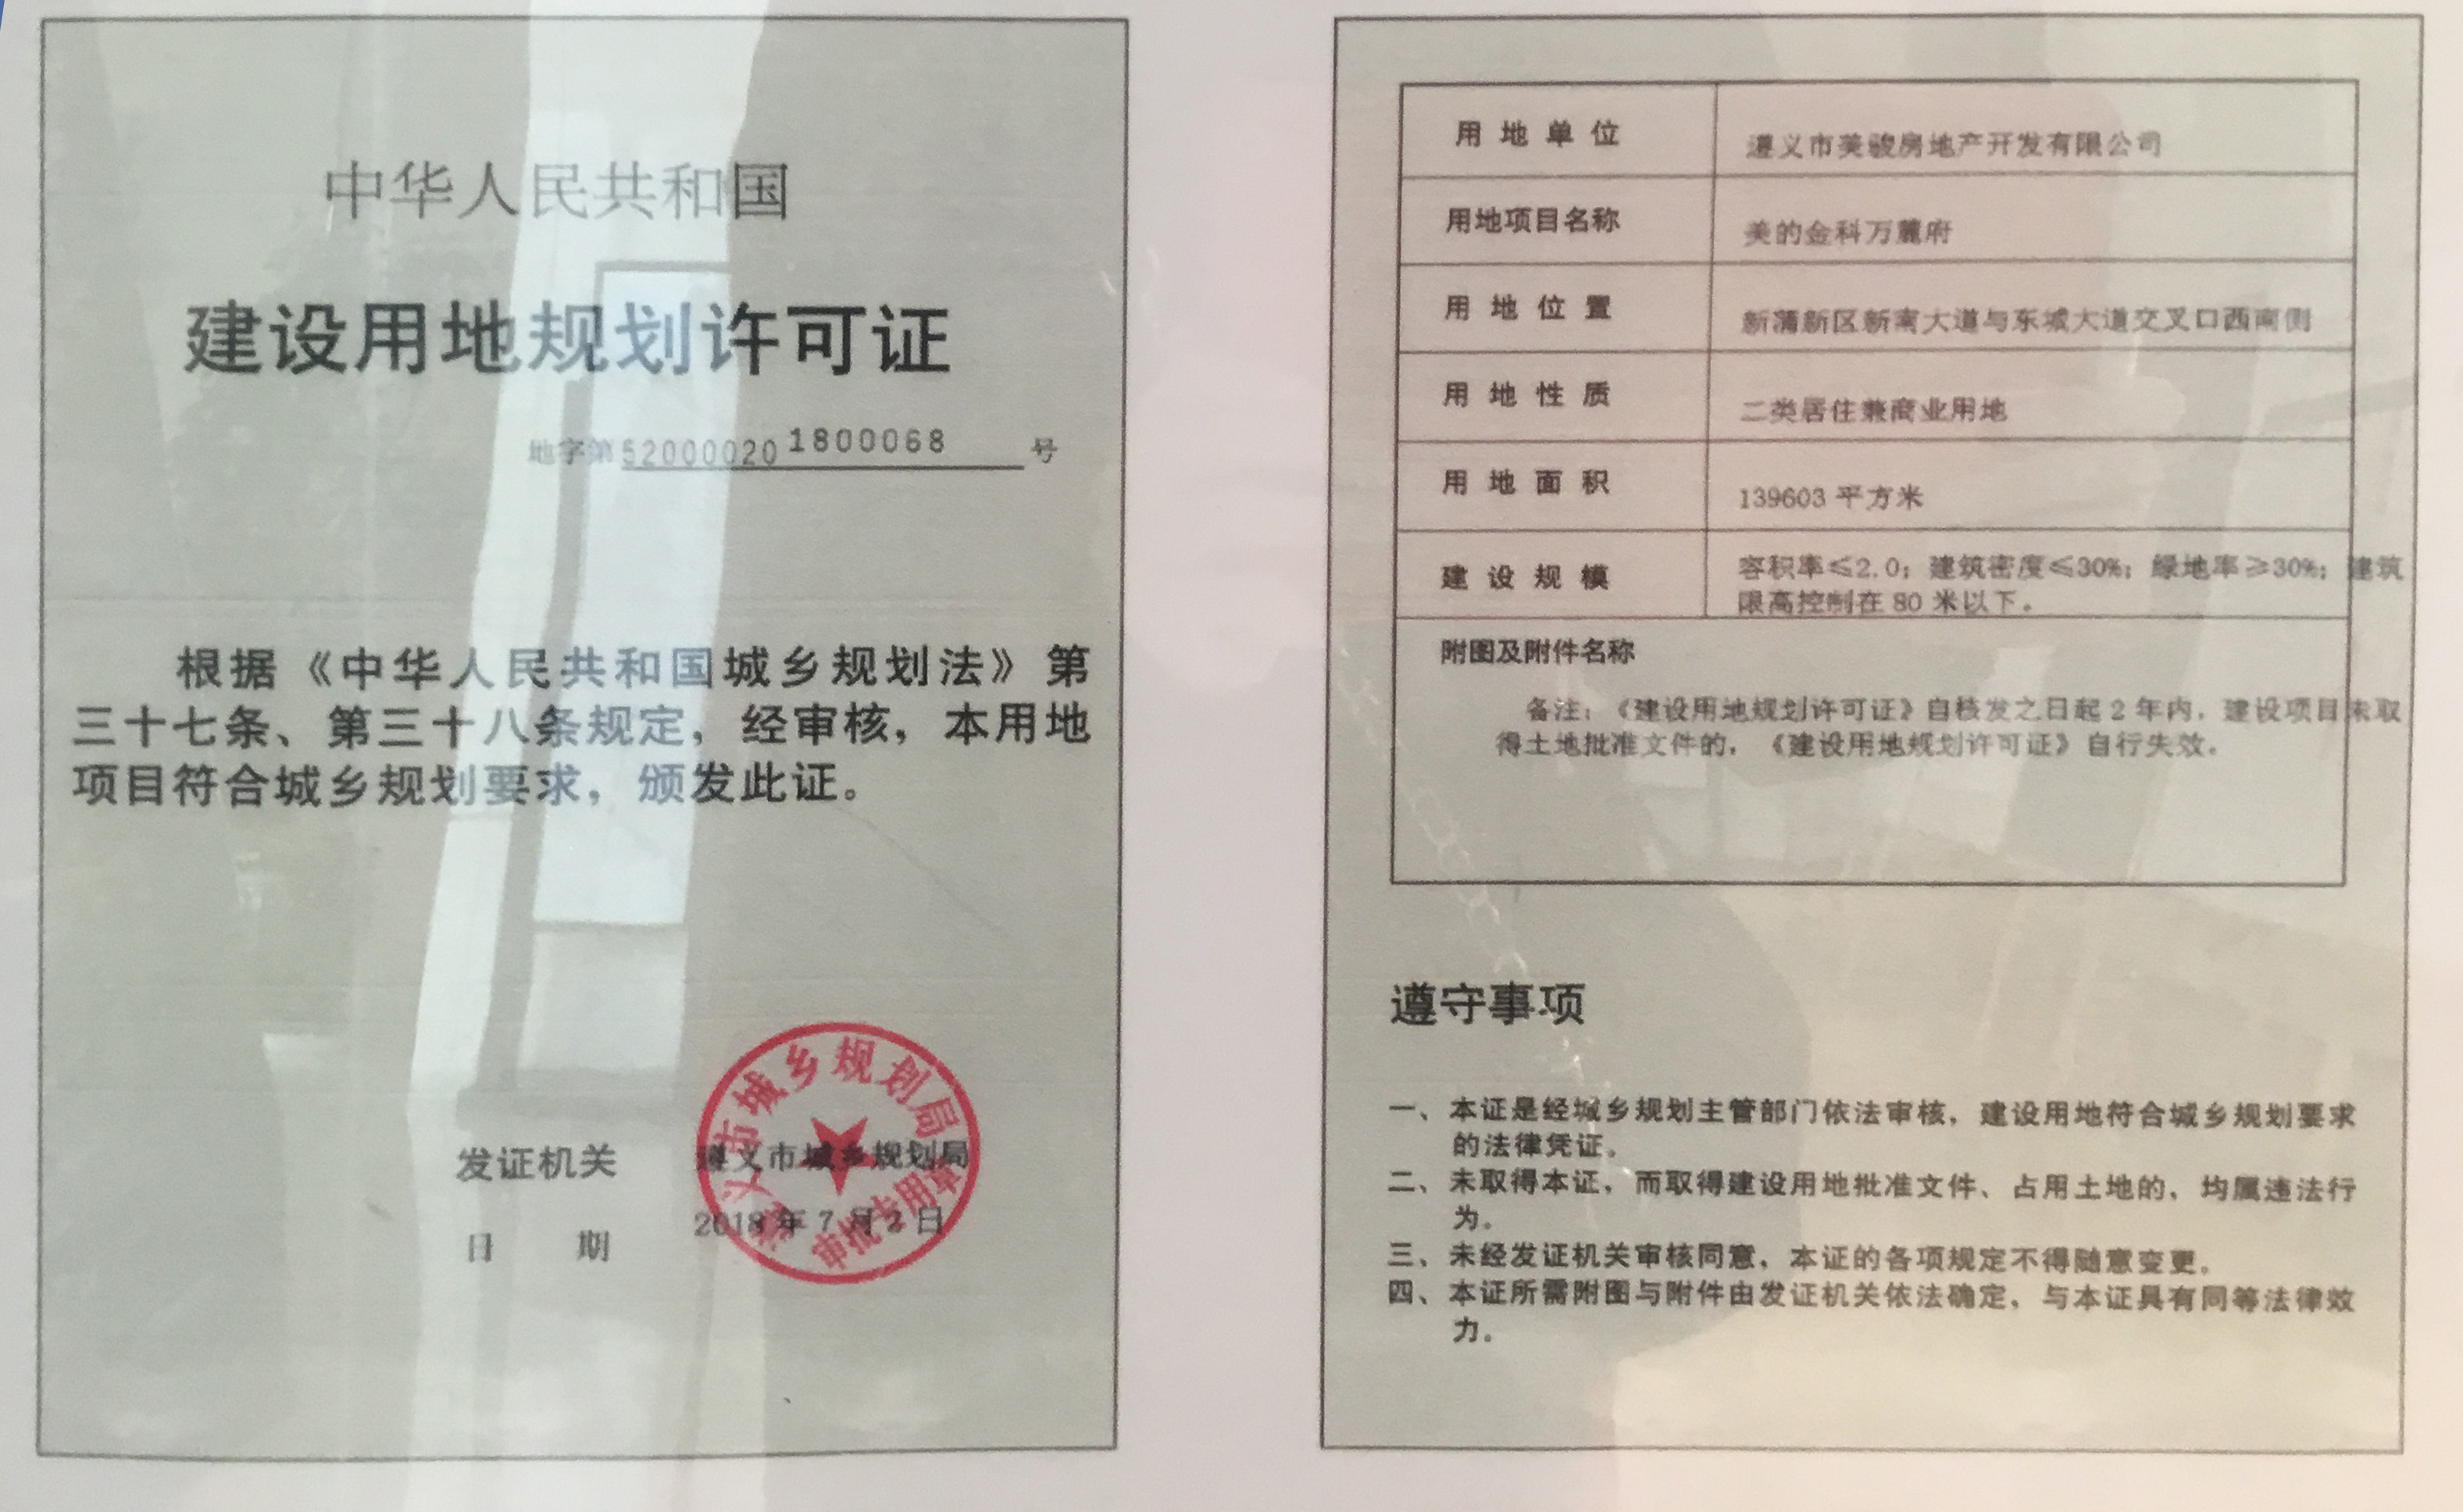 中华人民共和国
建设用地规划许可证
地字第 52000020 1800068 号
根据《中华人民共和国城乡规划法》第
三十七条、第三十八条规定，经审核，本用地
项目符合城乡规划要求，颁发此证。
发证机关 遵义市城乡规划局
日 期 2018年7月2日
遵义市城乡规划局
审批专用章
用地单位 遵义市美骏房地产开发有限公司
用地项目名称 美的金科万麓府
用地位置 新蒲新区新南大道与东城大道交叉口西南侧
用地性质 二类居住兼商业用地
用地面积 139603 平方米
建设规模 容积率≤2.0；建筑密度≤30%；绿地率≥30%；建筑
限高控制在 80 米以下。
附图及附件名称
备注：《建设用地规划许可证》自核发之日起 2 年内，建设项目未取
得土地批准文件的，《建设用地规划许可证》自行失效。
遵守事项
一、本证是经城乡规划主管部门依法审核，建设用地符合城乡规划要求
的法律凭证。
二、未取得本证，而取得建设用地批准文件、占用土地的，均属违法行
为。
三、未经发证机关审核同意，本证的各项规定不得随意变更。
四、本证所需附图与附件由发证机关依法确定，与本证具有同等法律效
力。